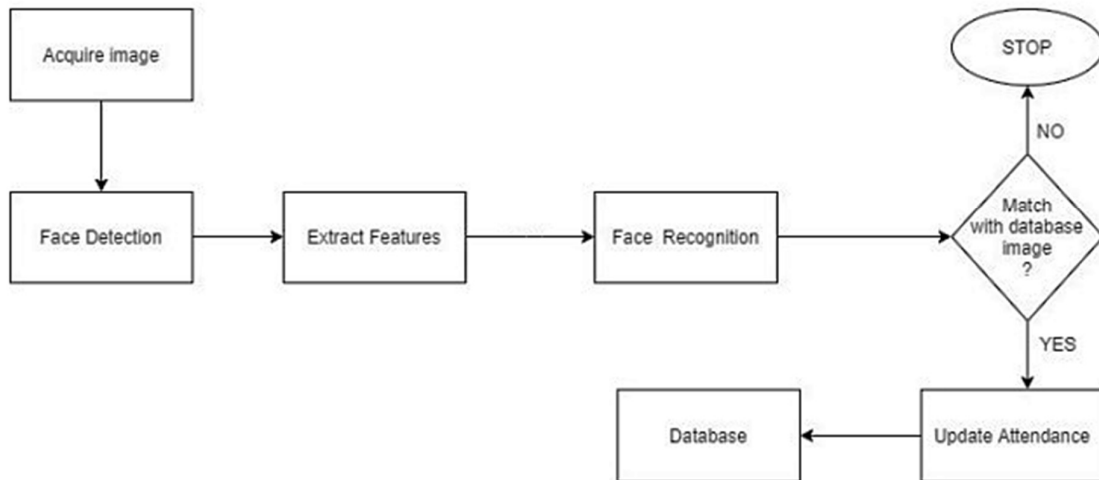 Acquire image
STOP
NO
Face Detection
Extract Features
Face Recognition
Match
with database
image
?
YES
Database
Update Attendance